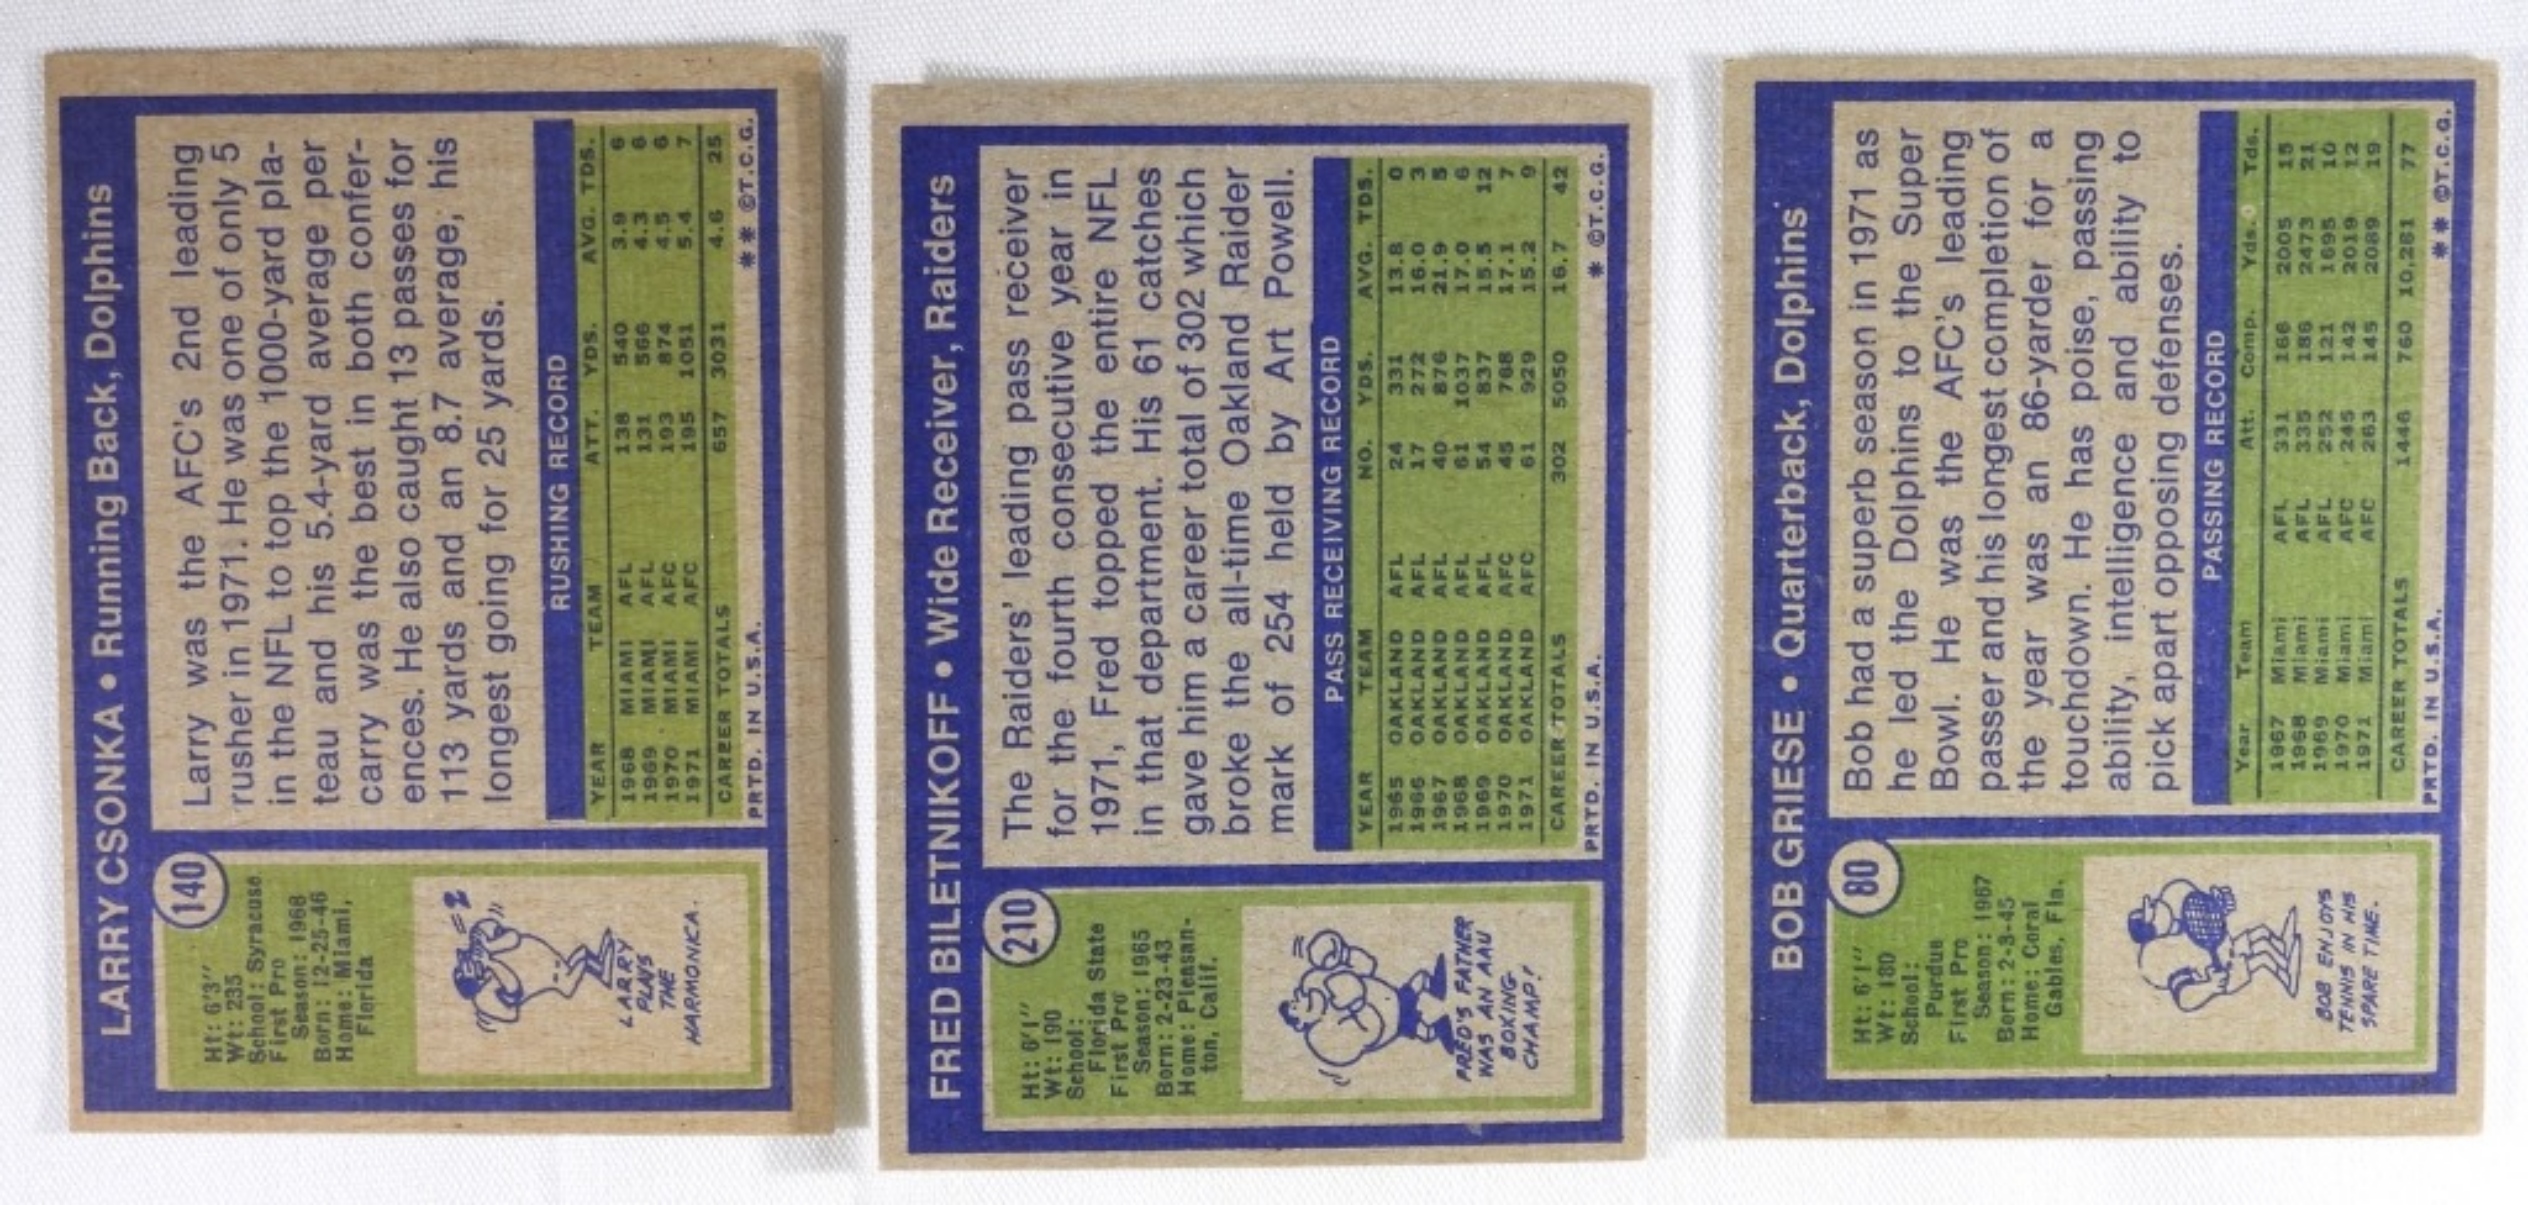 LARRY CSONKA • Running Back, Dolphins
140
Ht: 6'3"
Wt: 235
School: Syracuse
First Pro
Season: 1968
Born: 12-25-46
Home: Miami,
Florida
LARRY
PLAYS
THE
HARMONICA.
Larry was the AFC's 2nd leading
rusher in 1971. He was one of only 5
in the NFL to top the 1000-yard pla-
teau and his 5.4-yard average per
carry was the best in both confer-
ences. He also caught 13 passes for
113 yards and an 8.7 average, his
longest going for 25 yards.
RUSHING RECORD
YEAR TEAM ATT. YDS. AVG. TDS.
1968 MIAMI AFL 138 540 3.9 6
1969 MIAMI AFL 131 566 4.3 6
1970 MIAMI AFC 193 874 4.5 6
1971 MIAMI AFC 195 1051 5.4 7
CAREER TOTALS 657 3031 4.6 25
PRTD. IN U.S.A. ** ©T.C.G.
FRED BILETNIKOFF • Wide Receiver, Raiders
210
Ht: 6'1"
Wt: 190
School:
Florida State
First Pro
Season: 1965
Born: 2-23-43
Home: Pleasan-
ton, Calif.
FRED'S FATHER
WAS AN AAU
BOXING
CHAMP!
The Raiders' leading pass receiver
for the fourth consecutive year in
1971, Fred topped the entire NFL
in that department. His 61 catches
gave him a career total of 302 which
broke the all-time Oakland Raider
mark of 254 held by Art Powell.
PASS RECEIVING RECORD
YEAR TEAM NO. YDS. AVG. TDS.
1965 OAKLAND AFL 24 331 13.8 0
1966 OAKLAND AFL 17 272 16.0 3
1967 OAKLAND AFL 40 876 21.9 5
1968 OAKLAND AFL 61 1037 17.0 6
1969 OAKLAND AFL 54 837 15.5 12
1970 OAKLAND AFC 45 768 17.1 7
1971 OAKLAND AFC 61 929 15.2 9
CAREER TOTALS 302 5050 16.7 42
PRTD. IN U.S.A. * ©T.C.G.
BOB GRIESE • Quarterback, Dolphins
80
Ht: 6'1"
Wt: 180
School:
Purdue
First Pro
Season: 1967
Born: 2-3-45
Home: Coral
Gables, Fla.
BOB ENJOYS
TENNIS IN HIS
SPARE TIME.
Bob had a superb season in 1971 as
he led the Dolphins to the Super
Bowl. He was the AFC's leading
passer and his longest completion of
the year was an 86-yarder for a
touchdown. He has poise, passing
ability, intelligence and ability to
pick apart opposing defenses.
PASSING RECORD
Year Team Att. Comp. Yds. Tds.
1967 Miami AFL 331 166 2005 15
1968 Miami AFL 335 186 2473 21
1969 Miami AFL 252 121 1695 10
1970 Miami AFC 245 142 2019 12
1971 Miami AFC 263 145 2089 19
CAREER TOTALS 1446 760 10,281 77
PRTD. IN U.S.A. ** ©T.C.G.